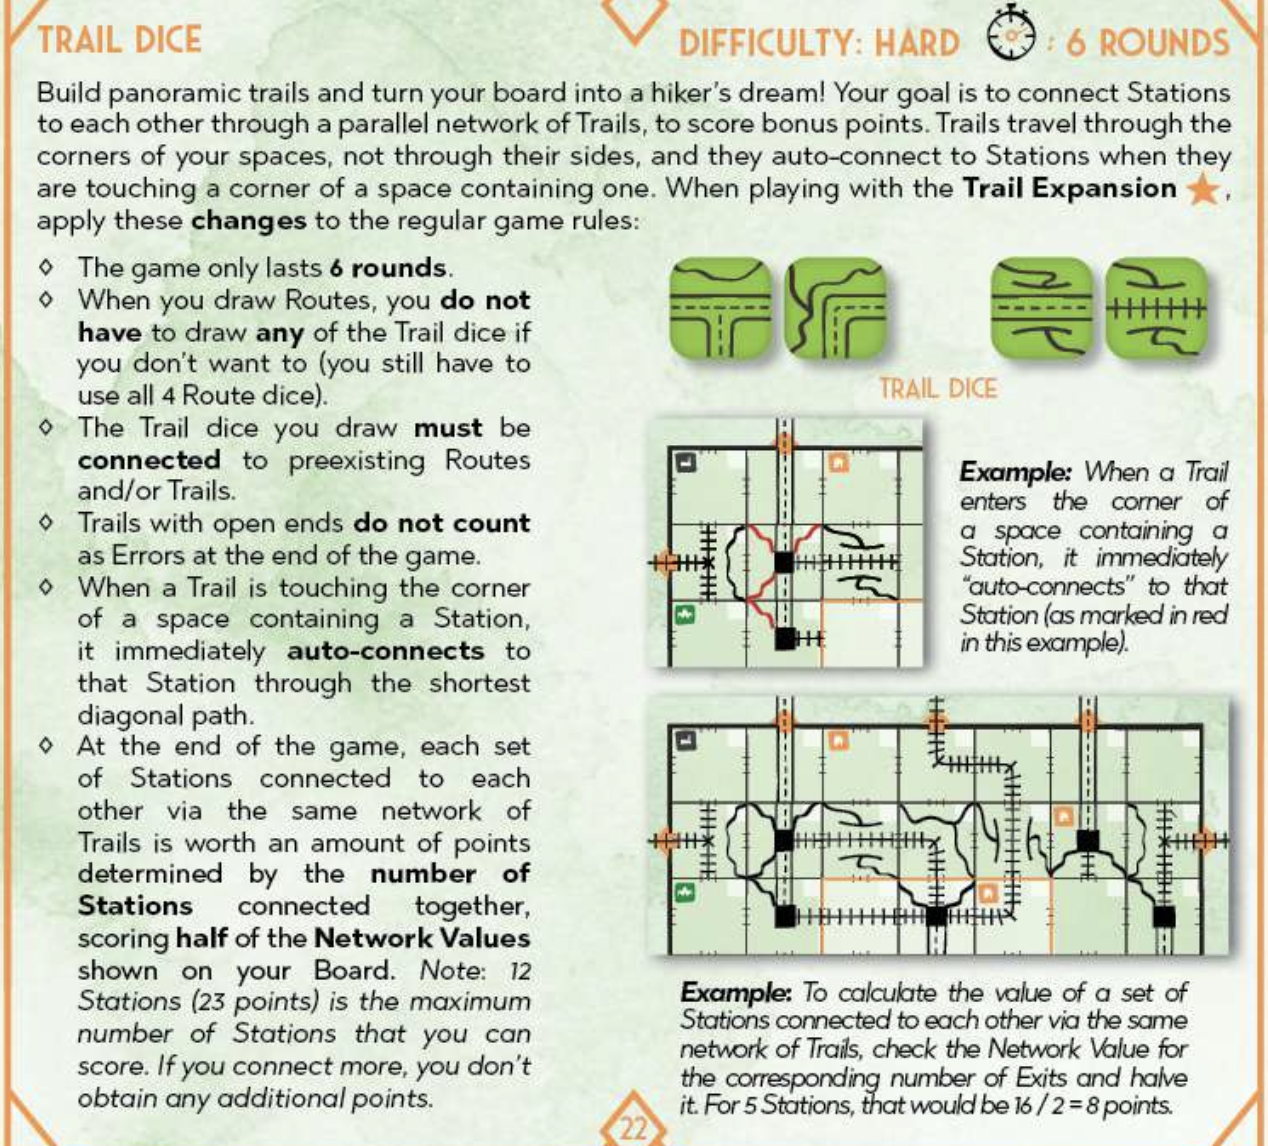 TRAIL DICE
DIFFICULTY: HARD : 6 ROUNDS
Build panoramic trails and turn your board into a hiker's dream! Your goal is to connect Stations
to each other through a parallel network of Trails, to score bonus points. Trails travel through the
corners of your spaces, not through their sides, and they auto-connect to Stations when they
are touching a corner of a space containing one. When playing with the Trail Expansion ★,
apply these changes to the regular game rules:
◊ The game only lasts 6 rounds.
◊ When you draw Routes, you do not
have to draw any of the Trail dice if
you don't want to (you still have to
use all 4 Route dice).
◊ The Trail dice you draw must be
connected to preexisting Routes
and/or Trails.
◊ Trails with open ends do not count
as Errors at the end of the game.
◊ When a Trail is touching the corner
of a space containing a Station,
it immediately auto-connects to
that Station through the shortest
diagonal path.
◊ At the end of the game, each set
of Stations connected to each
other via the same network of
Trails is worth an amount of points
determined by the number of
Stations connected together,
scoring half of the Network Values
shown on your Board. Note: 12
Stations (23 points) is the maximum
number of Stations that you can
score. If you connect more, you don't
obtain any additional points.
TRAIL DICE
Example: When a Trail
enters the corner of
a space containing a
Station, it immediately
"auto-connects" to that
Station (as marked in red
in this example).
Example: To calculate the value of a set of
Stations connected to each other via the same
network of Trails, check the Network Value for
the corresponding number of Exits and halve
it. For 5 Stations, that would be 16 / 2 = 8 points.
22